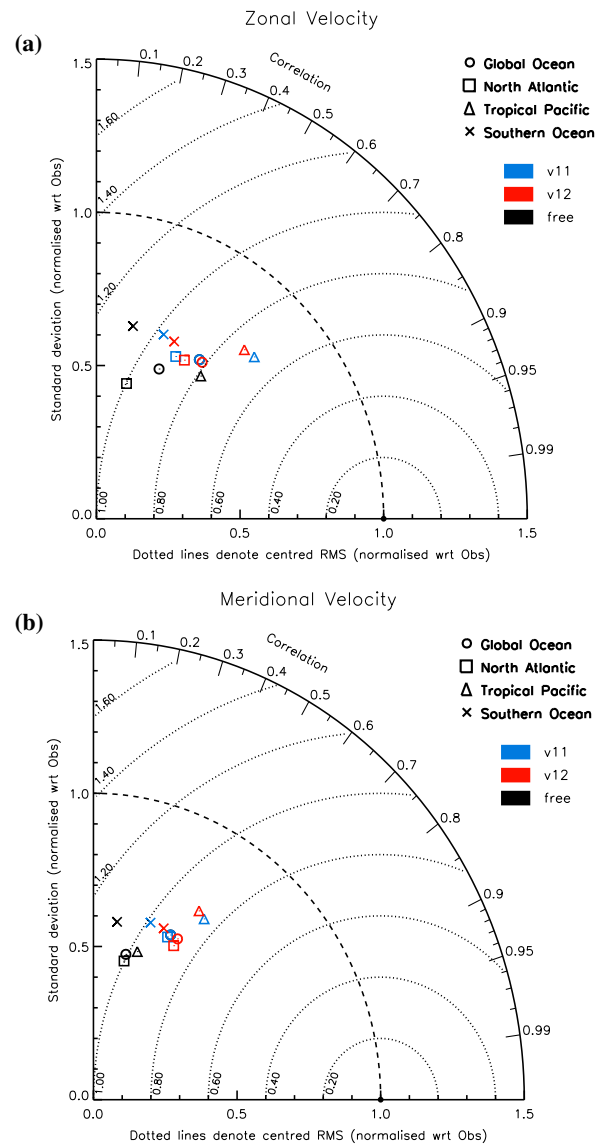 Zonal Velocity
(a)
Global Ocean
North Atlantic
Tropical Pacific
Southern Ocean
v11
v12
free
Correlation
0.1
0.2
0.3
0.4
0.5
0.6
0.7
0.8
0.9
0.95
0.99
1.5
1.0
0.5
0.0
Standard deviation (normalised wrt Obs)
1.60
1.40
1.20
1.00
0.80
0.60
0.40
0.20
0.0
0.5
1.0
1.5
Dotted lines denote centred RMS (normalised wrt Obs)
Meridional Velocity
(b)
Global Ocean
North Atlantic
Tropical Pacific
Southern Ocean
v11
v12
free
Correlation
0.1
0.2
0.3
0.4
0.5
0.6
0.7
0.8
0.9
0.95
0.99
1.5
1.0
0.5
0.0
Standard deviation (normalised wrt Obs)
1.60
1.40
1.20
1.00
0.80
0.60
0.40
0.20
0.0
0.5
1.0
1.5
Dotted lines denote centred RMS (normalised wrt Obs)